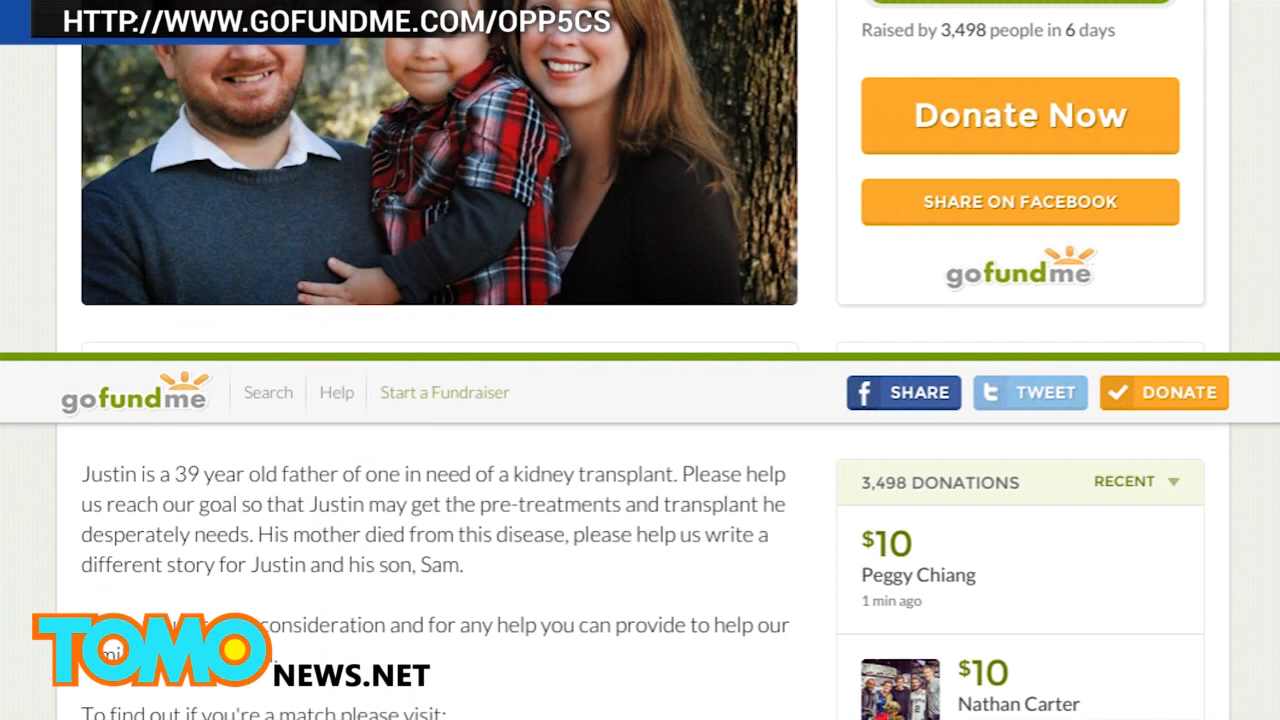 HTTP://WWW.GOFUNDME.COM/OPP5CS
Raised by 3,498 people in 6 days
Donate Now
SHARE ON FACEBOOK
gofundme
gofundme
Search
Help
Start a Fundraiser
SHARE
TWEET
DONATE
Justin is a 39 year old father of one in need of a kidney transplant. Please help
us reach our goal so that Justin may get the pre-treatments and transplant he
desperately needs. His mother died from this disease, please help us write a
different story for Justin and his son, Sam.
consideration and for any help you can provide to help our
To find out if you're a match please visit:
3,498 DONATIONS
RECENT
$10
Peggy Chiang
1 min ago
$10
Nathan Carter
TOMO
NEWS.NET